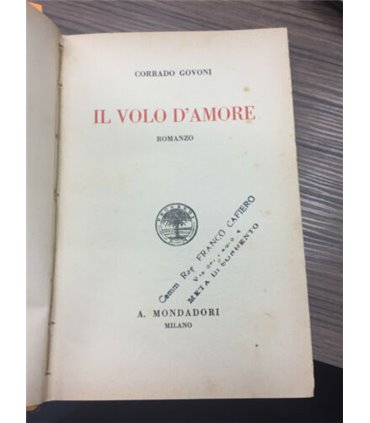 CORRADO GOVONI
IL VOLO D'AMORE
ROMANZO
Comm Rag FRANCO CAFIERO
META DI SORRENTO
A. MONDADORI
MILANO